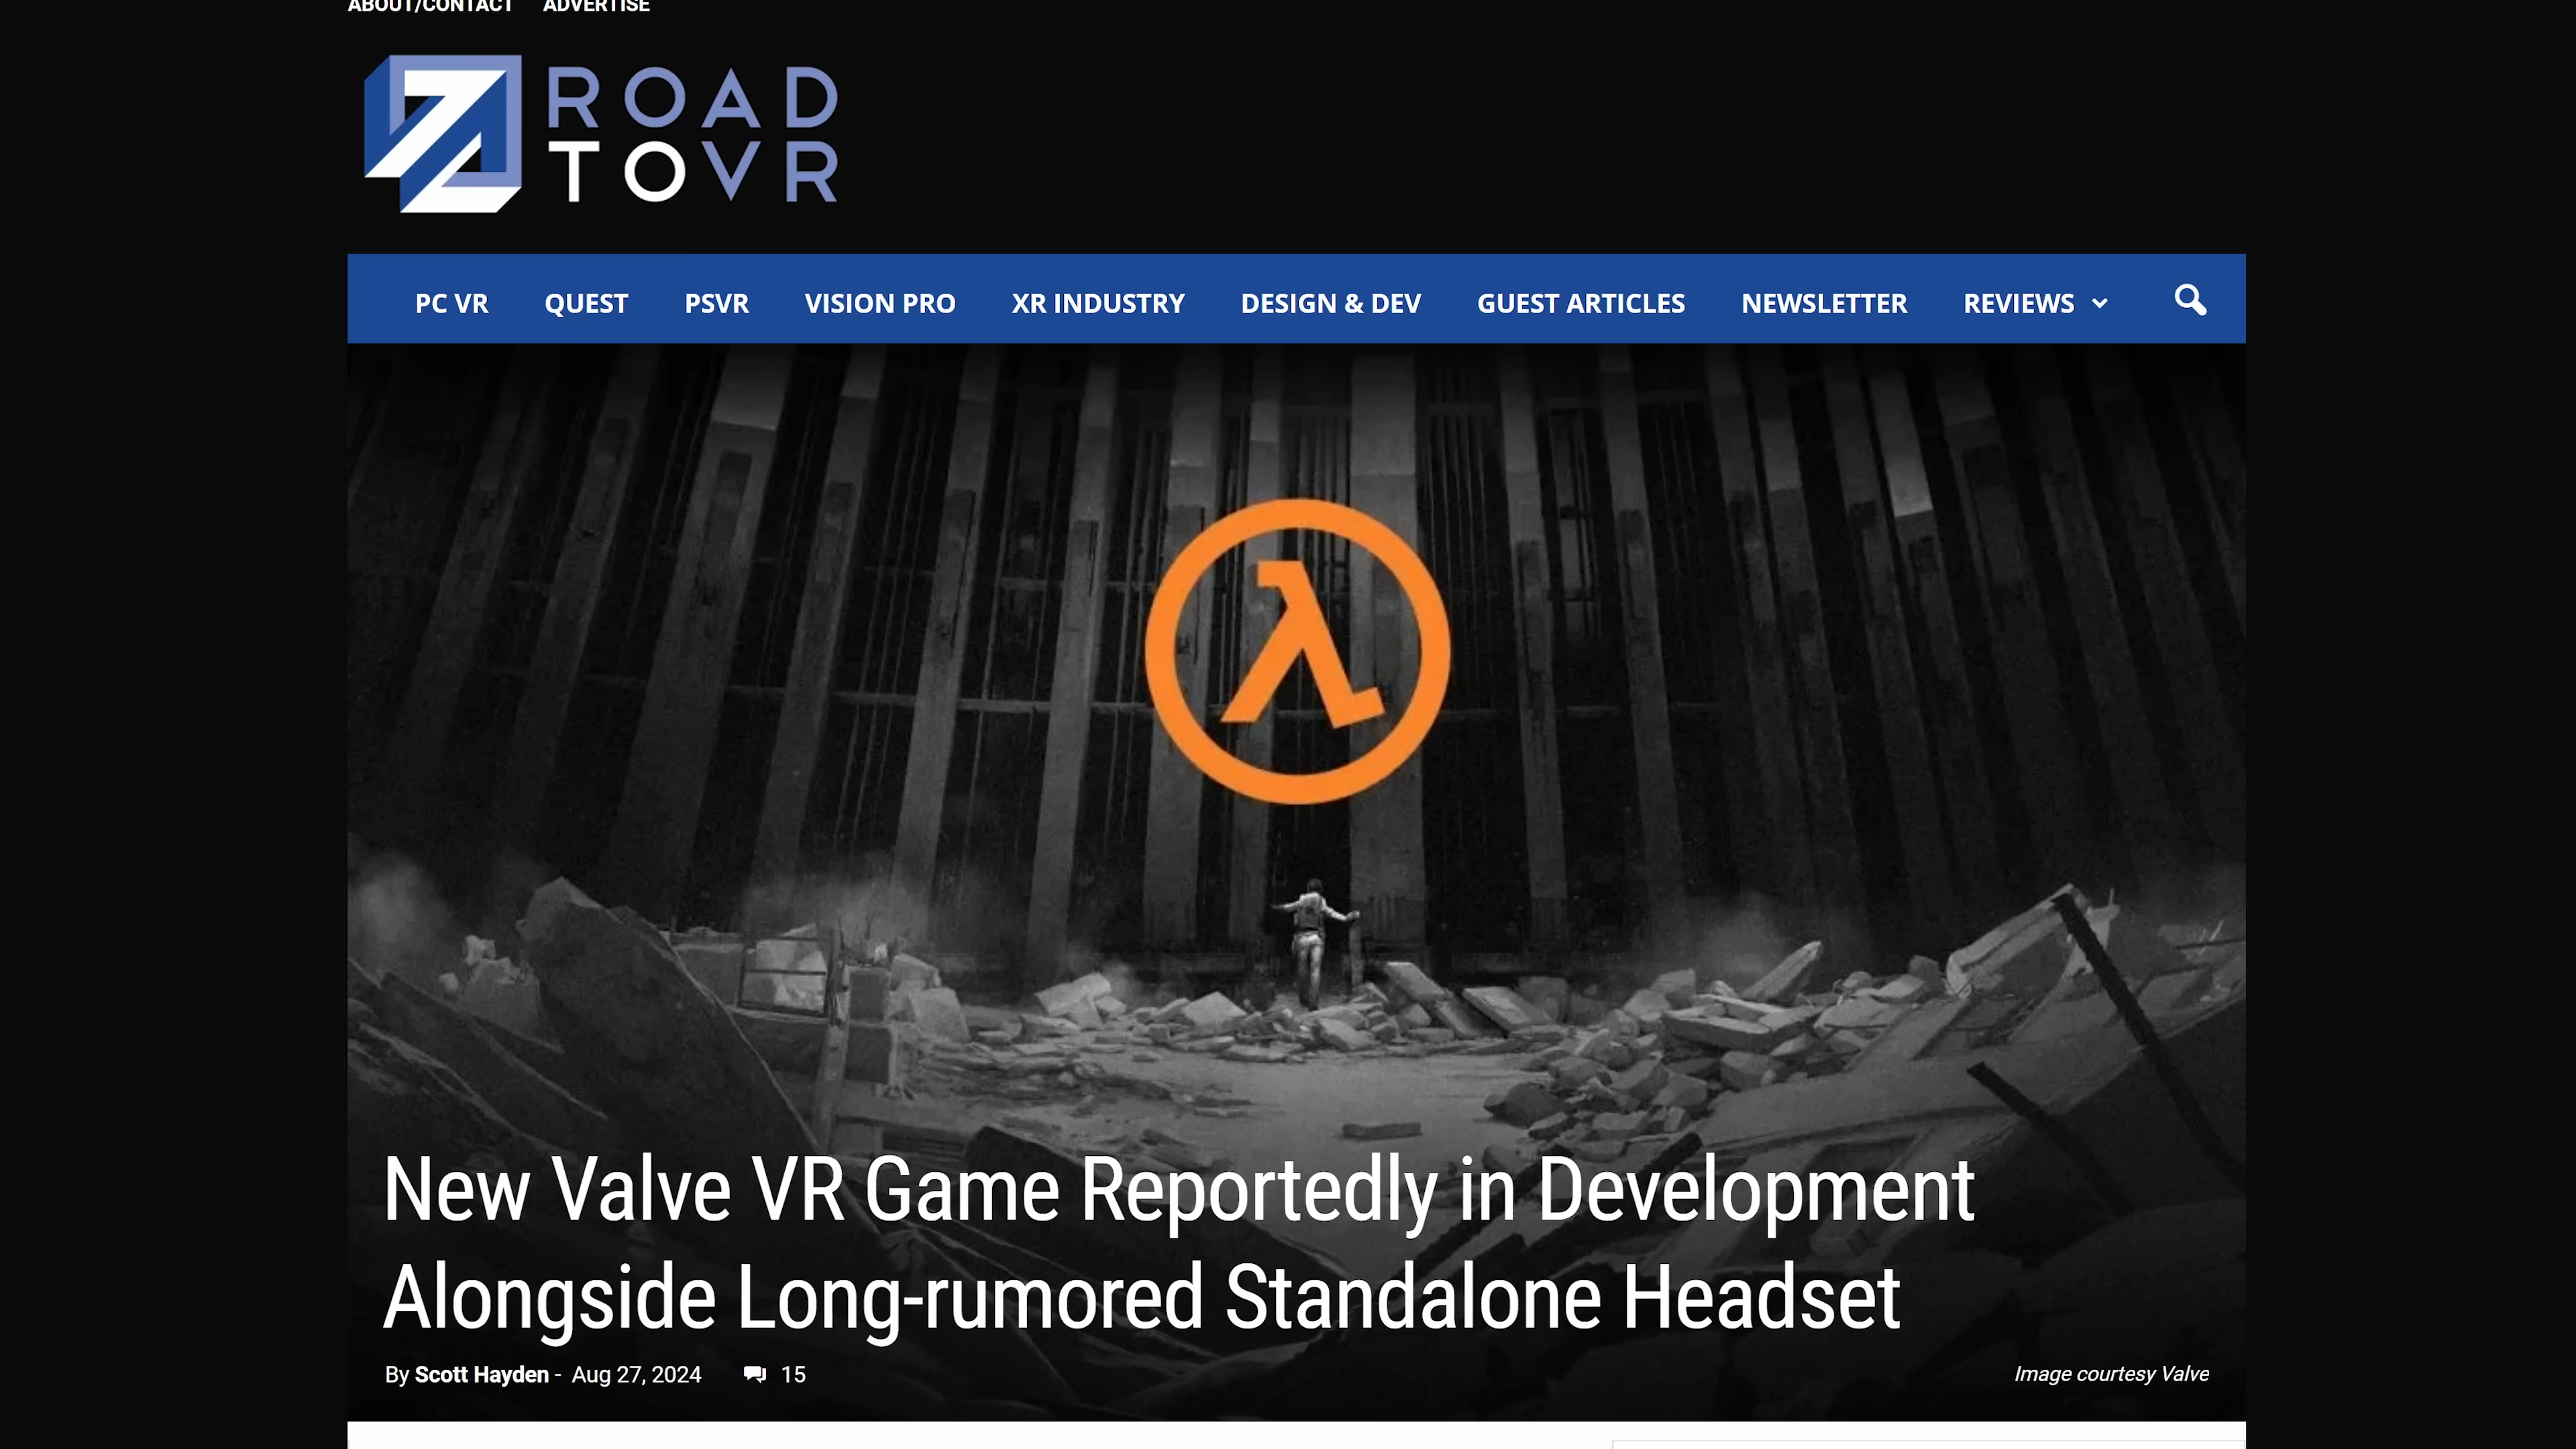 ABOUT/CONTACT ADVERTISE
ROAD
TOVR
PC VR QUEST PSVR VISION PRO XR INDUSTRY DESIGN & DEV GUEST ARTICLES NEWSLETTER REVIEWS
λ
New Valve VR Game Reportedly in Development
Alongside Long-rumored Standalone Headset
By Scott Hayden - Aug 27, 2024 15
Image courtesy Valve